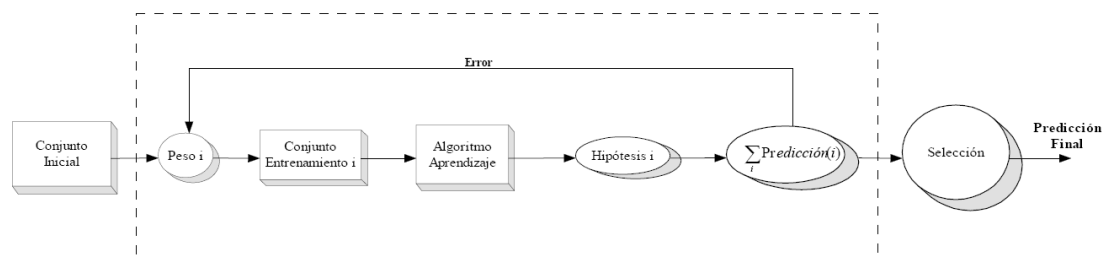 Error
Conjunto
Inicial
Peso i
Conjunto
Entrenamiento i
Algoritmo
Aprendizaje
Hipótesis i
∑ Predicción(i)
i
Selección
Predicción
Final